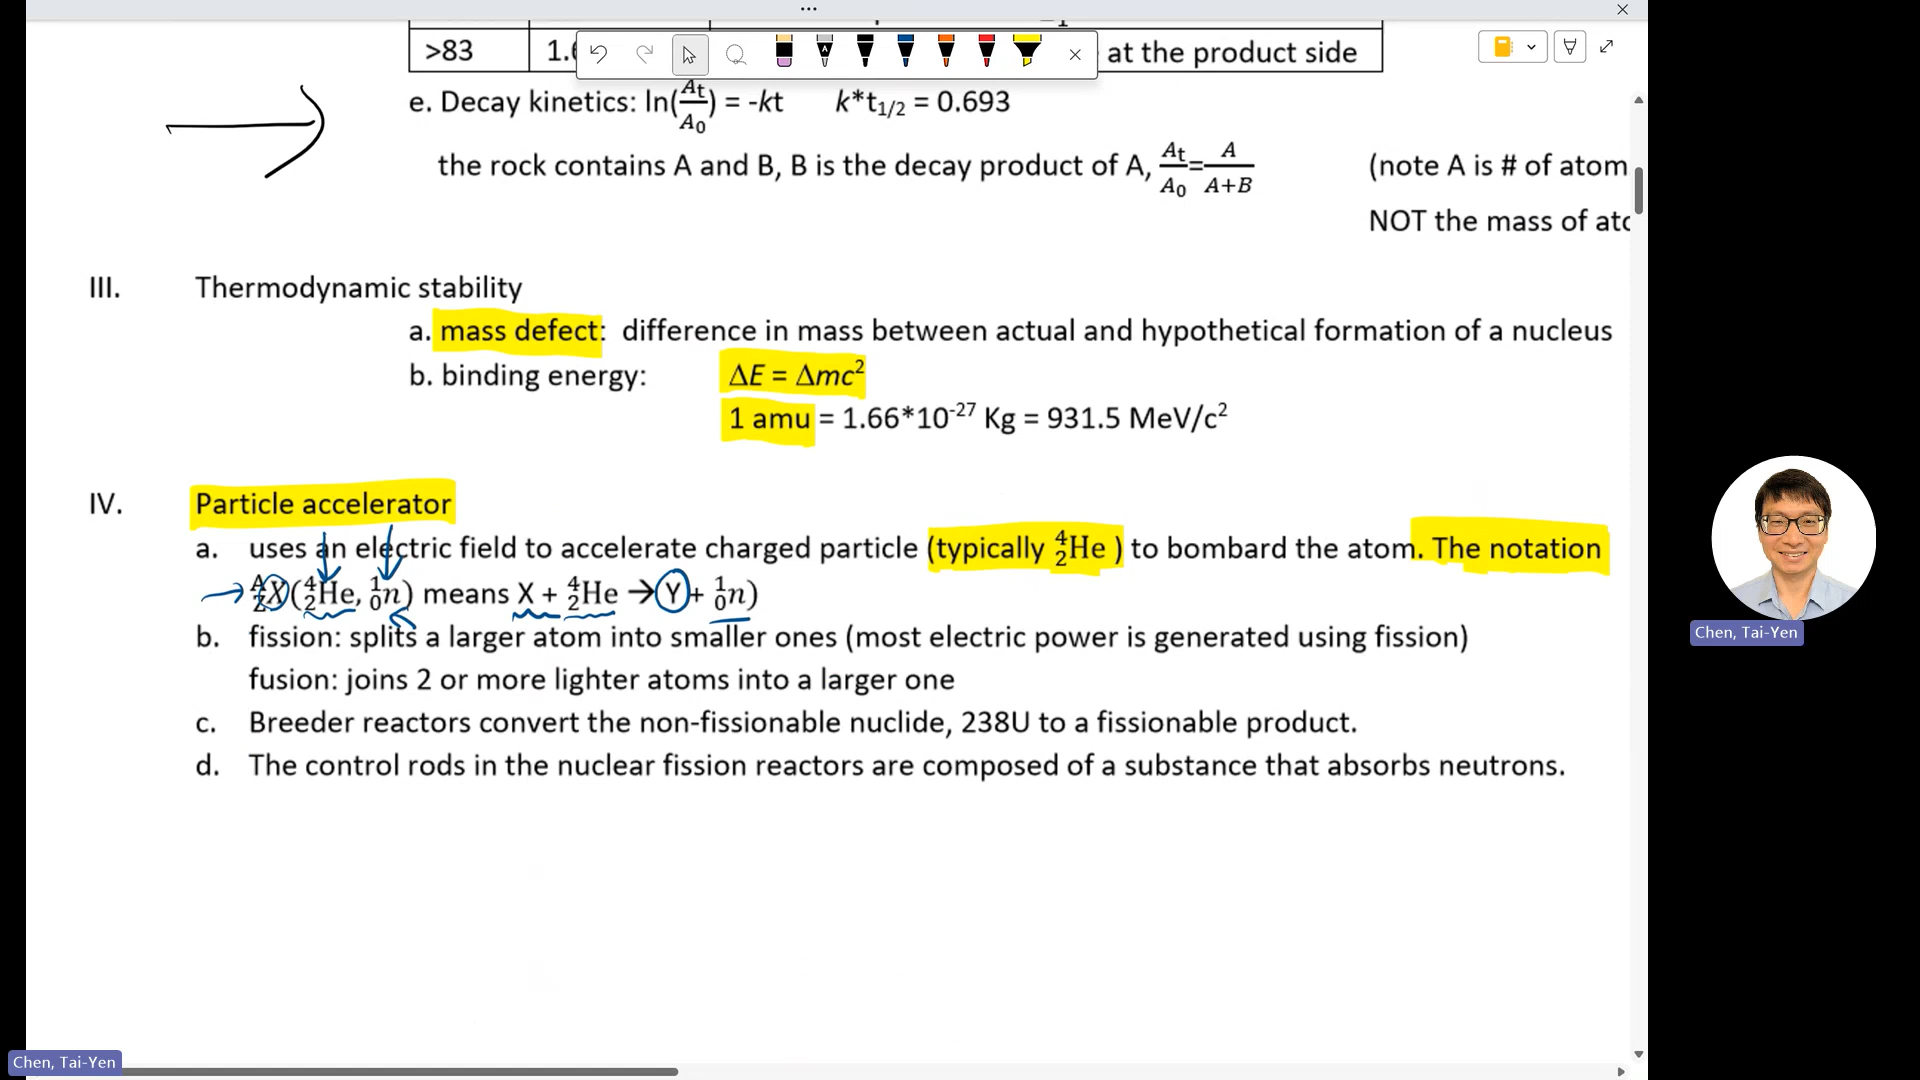 >83 1. at the product side
e. Decay kinetics: ln(At/A0) = -kt k*t1/2 = 0.693
the rock contains A and B, B is the decay product of A, At/A0=A/A+B (note A is # of atom
NOT the mass of ato
III. Thermodynamic stability
a. mass defect: difference in mass between actual and hypothetical formation of a nucleus
b. binding energy: ΔE = Δmc²
1 amu = 1.66*10⁻²⁷ Kg = 931.5 MeV/c²
IV. Particle accelerator
a. uses an electric field to accelerate charged particle (typically ⁴₂He ) to bombard the atom. The notation
ᴬ_ZX(⁴₂He, ¹₀n) means X + ⁴₂He → Y + ¹₀n)
b. fission: splits a larger atom into smaller ones (most electric power is generated using fission)
fusion: joins 2 or more lighter atoms into a larger one
c. Breeder reactors convert the non-fissionable nuclide, 238U to a fissionable product.
d. The control rods in the nuclear fission reactors are composed of a substance that absorbs neutrons.
Chen, Tai-Yen
Chen, Tai-Yen